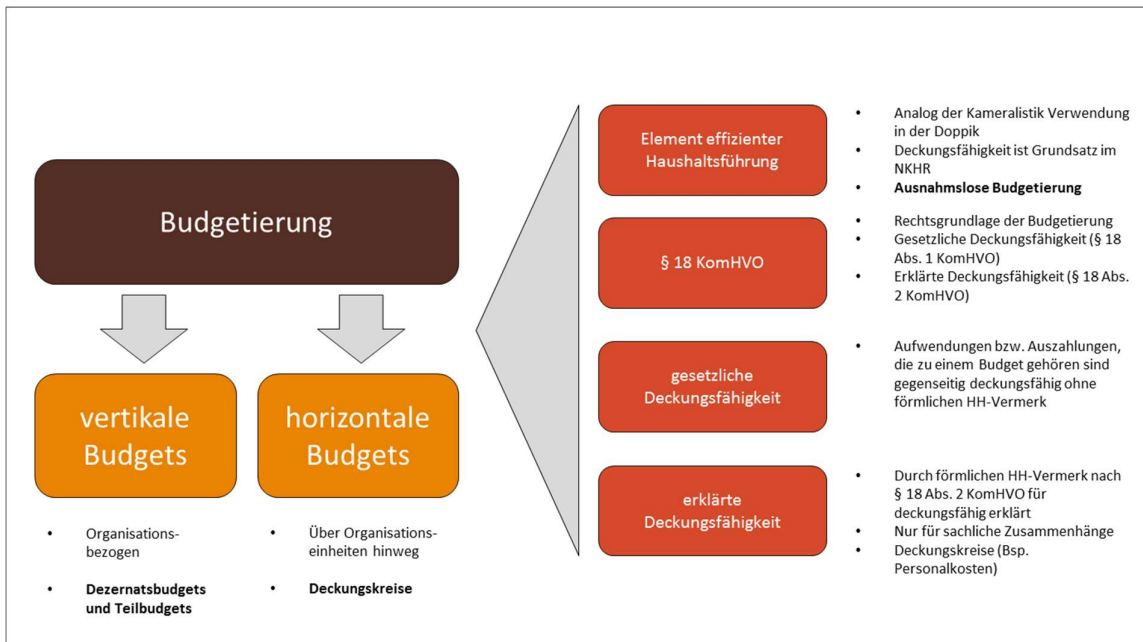 Budgetierung
vertikale
Budgets
horizontale
Budgets
• Organisations-
bezogen
• Dezernatsbudgets
und Teilbudgets
• Über Organisations-
einheiten hinweg
• Deckungskreise
Element effizienter
Haushaltsführung
• Analog der Kameralistik Verwendung
in der Doppik
• Deckungsfähigkeit ist Grundsatz im
NKHR
• Ausnahmslose Budgetierung
§ 18 KomHVO
• Rechtsgrundlage der Budgetierung
• Gesetzliche Deckungsfähigkeit (§ 18
Abs. 1 KomHVO)
• Erklärte Deckungsfähigkeit (§ 18 Abs.
2 KomHVO)
gesetzliche
Deckungsfähigkeit
• Aufwendungen bzw. Auszahlungen,
die zu einem Budget gehören sind
gegenseitig deckungsfähig ohne
förmlichen HH-Vermerk
erklärte
Deckungsfähigkeit
• Durch förmlichen HH-Vermerk nach
§ 18 Abs. 2 KomHVO für
deckungsfähig erklärt
• Nur für sachliche Zusammenhänge
• Deckungskreise (Bsp.
Personalkosten)